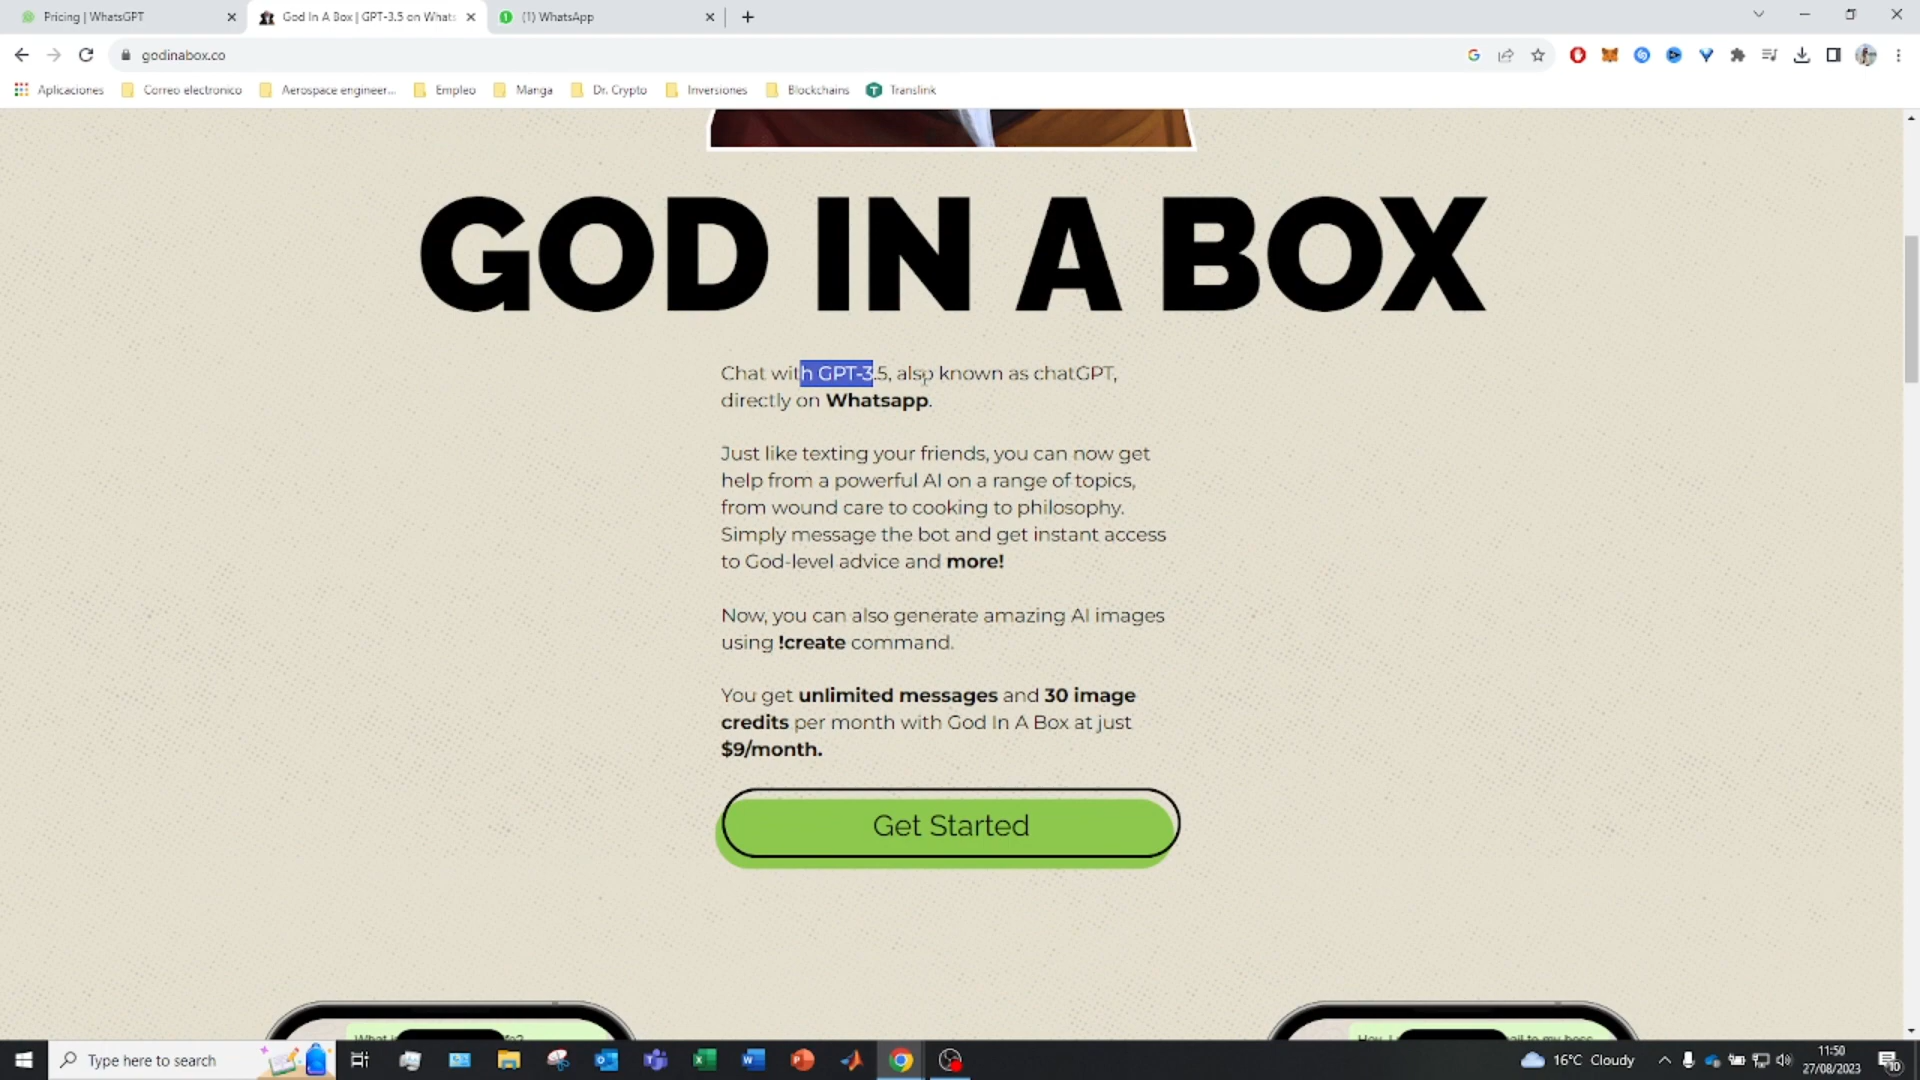 Pricing | WhatsGPT
God In A Box | GPT-3.5 on Whats
(1) WhatsApp
godinabox.co
Aplicaciones
Correo electronico
Aerospace engineer...
Empleo
Manga
Dr. Crypto
Inversiones
Blockchains
Translink
GOD IN A BOX
Chat with GPT-3.5, also known as chatGPT,
directly on Whatsapp.
Just like texting your friends, you can now get
help from a powerful AI on a range of topics,
from wound care to cooking to philosophy.
Simply message the bot and get instant access
to God-level advice and more!
Now, you can also generate amazing AI images
using !create command.
You get unlimited messages and 30 image
credits per month with God In A Box at just
$9/month.
Get Started
Type here to search
16°C Cloudy
11:50
27/08/2023
10